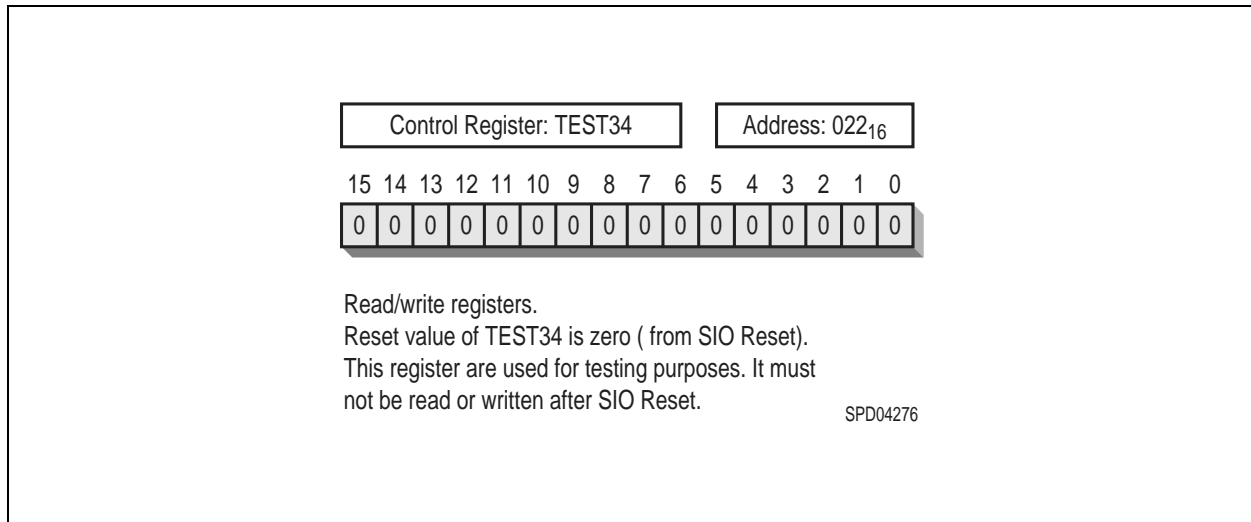 Control Register: TEST34 Address: 022₁₆
15 14 13 12 11 10 9 8 7 6 5 4 3 2 1 0
0 0 0 0 0 0 0 0 0 0 0 0 0 0 0 0
Read/write registers.
Reset value of TEST34 is zero ( from SIO Reset).
This register are used for testing purposes. It must
not be read or written after SIO Reset.
SPD04276